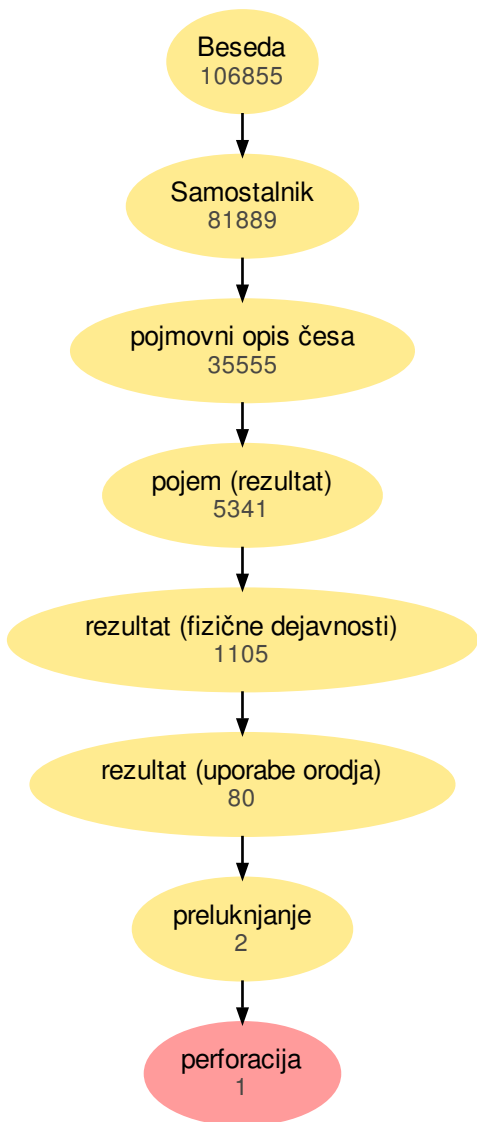 Beseda
106855
Samostalnik
81889
pojmovni opis česa
35555
pojem (rezultat)
5341
rezultat (fizične dejavnosti)
1105
rezultat (uporabe orodja)
80
preluknjanje
2
perforacija
1